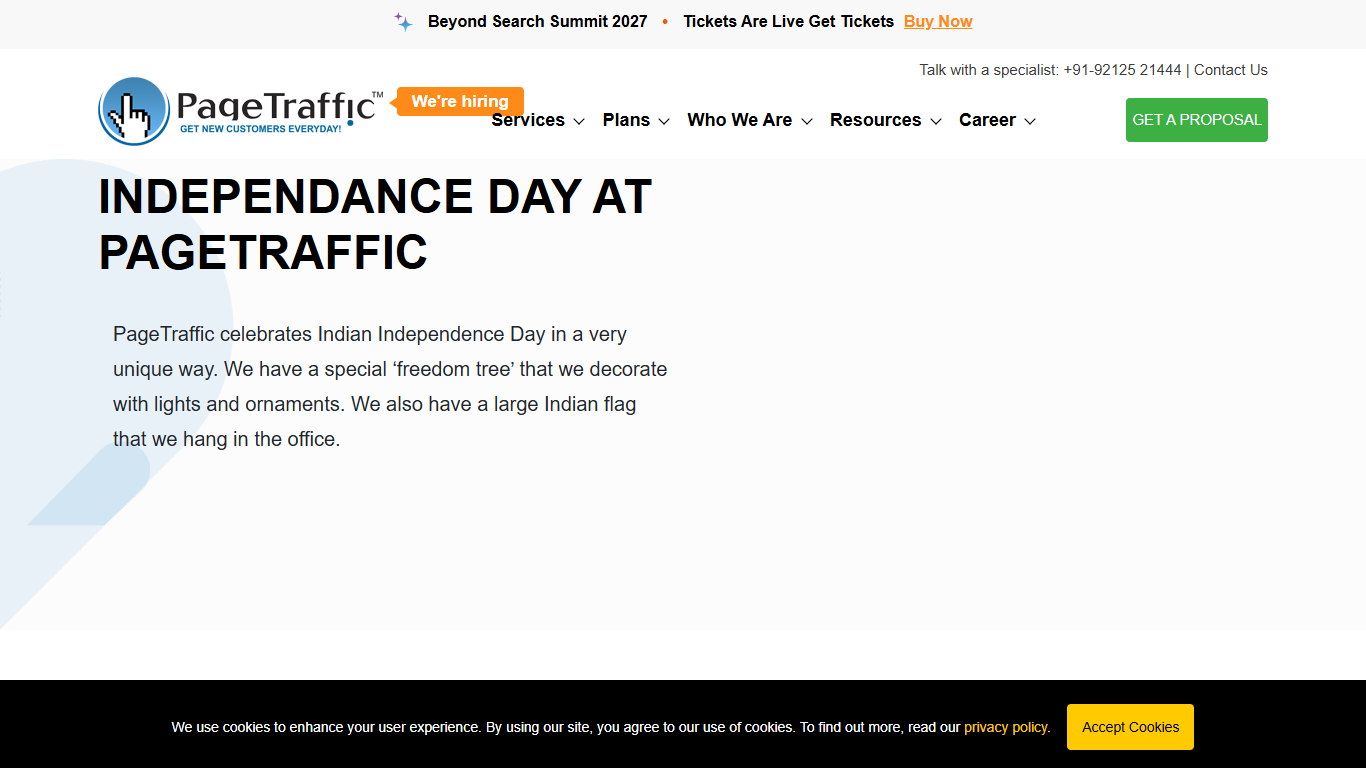 Beyond Search Summit 2027 • Tickets Are Live Get Tickets Buy Now
Talk with a specialist: +91-92125 21444 | Contact Us
PageTraffic™
GET NEW CUSTOMERS EVERYDAY!
We're hiring
Services Plans Who We Are Resources Career
GET A PROPOSAL
INDEPENDANCE DAY AT
PAGETRAFFIC
PageTraffic celebrates Indian Independence Day in a very
unique way. We have a special ‘freedom tree’ that we decorate
with lights and ornaments. We also have a large Indian flag
that we hang in the office.
We use cookies to enhance your user experience. By using our site, you agree to our use of cookies. To find out more, read our privacy policy.
Accept Cookies